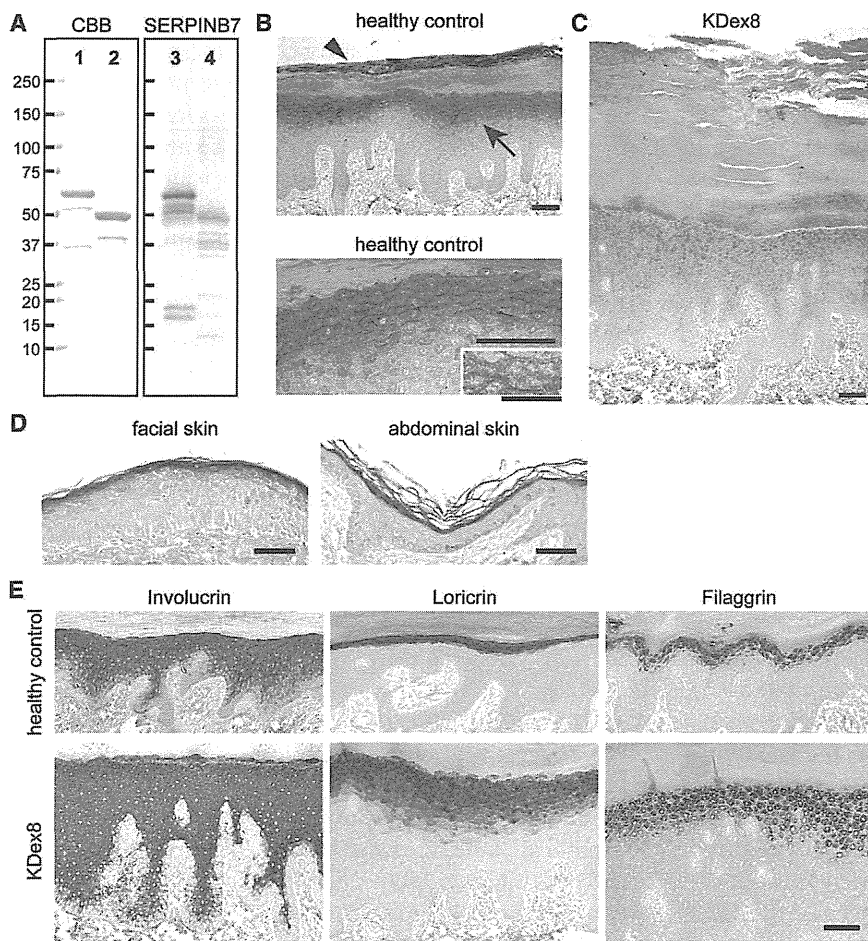 A
CBB
SERPINB7
1 2 3 4
250
150
100
75
50
37
25
20
15
10
B
healthy control
healthy control
C
KDex8
D
facial skin
abdominal skin
E
Involucrin
Loricrin
Filaggrin
healthy control
KDex8